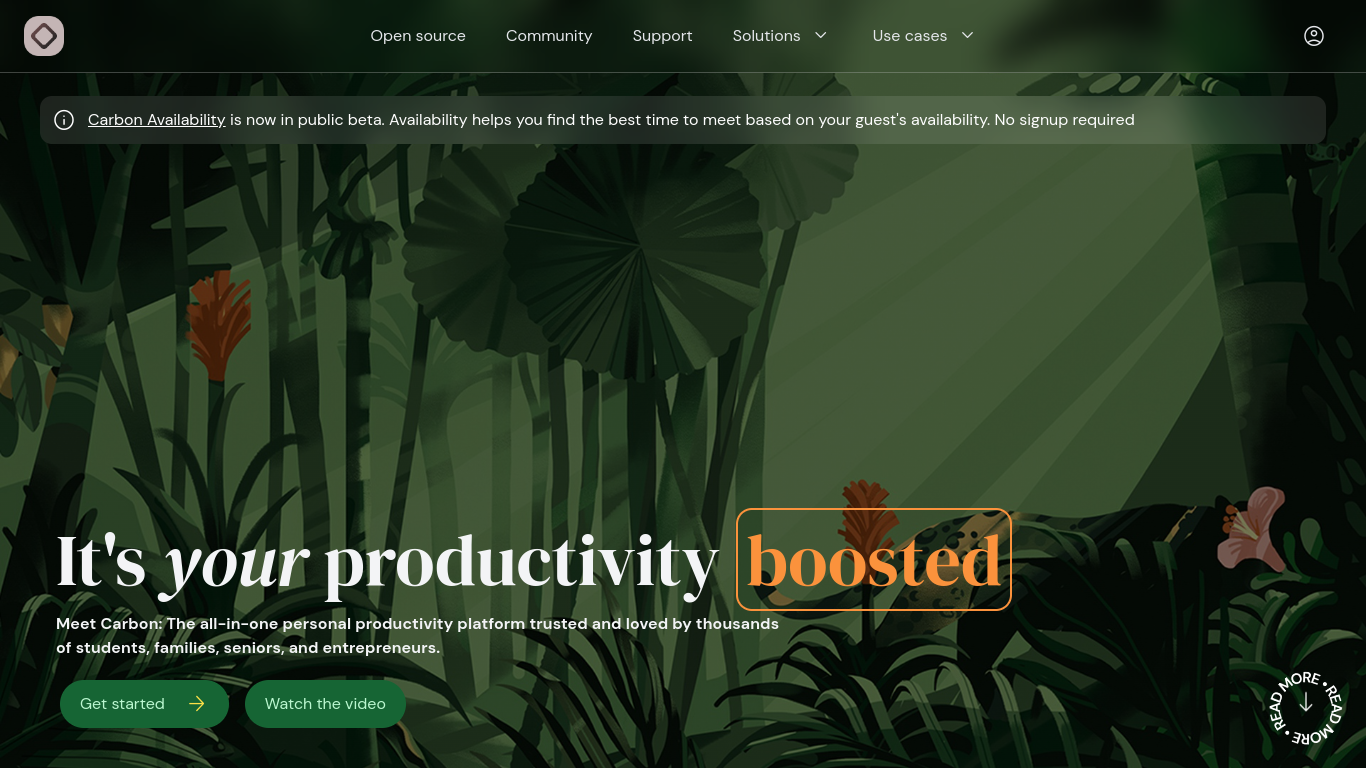 Open source
Community
Support
Solutions
Use cases
Carbon Availability is now in public beta. Availability helps you find the best time to meet based on your guest's availability. No signup required
It's your productivity boosted
Meet Carbon: The all-in-one personal productivity platform trusted and loved by thousands
of students, families, seniors, and entrepreneurs.
Get started
Watch the video
READ MORE • READ MORE •